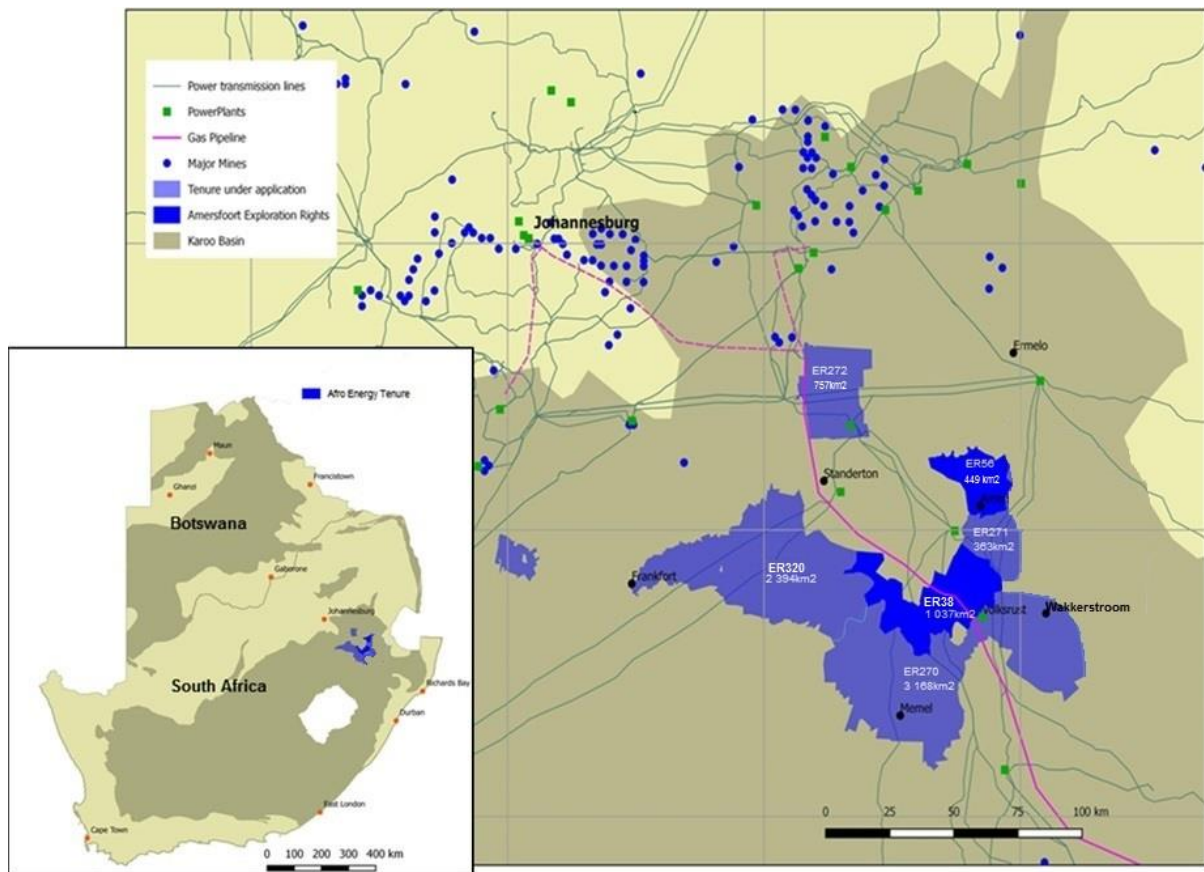 Power transmission lines
PowerPlants
Gas Pipeline
Major Mines
Tenure under application
Amersfoort Exploration Rights
Karoo Basin
Johannesburg
Ermelo
ER272
757km2
Standerton
ER56
449 km2
ER271
363km2
Frankfort
ER320
2 394km2
ER38
1 037km2
Volksrust
Wakkerstroom
ER270
3 168km2
Memel
0 25 50 75 100 km
Afro Energy Tenure
Maun
Ghanzi
Francistown
Botswana
Gaborone
Johannesburg
South Africa
Richards Bay
Durban
East London
Cape Town
0 100 200 300 400 km